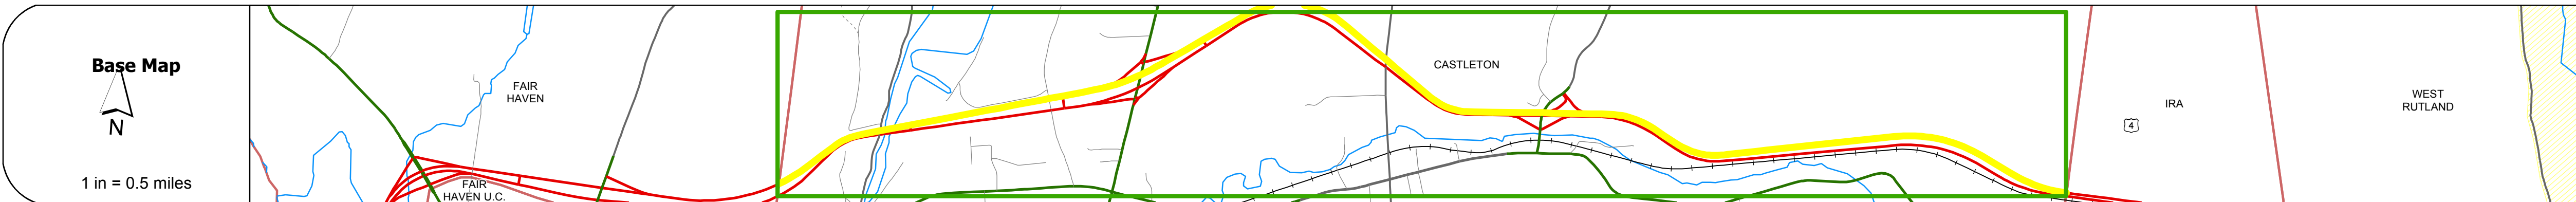 Base Map
N
1 in = 0.5 miles
FAIR
HAVEN
FAIR
HAVEN U.C.
CASTLETON
IRA
4
WEST
RUTLAND